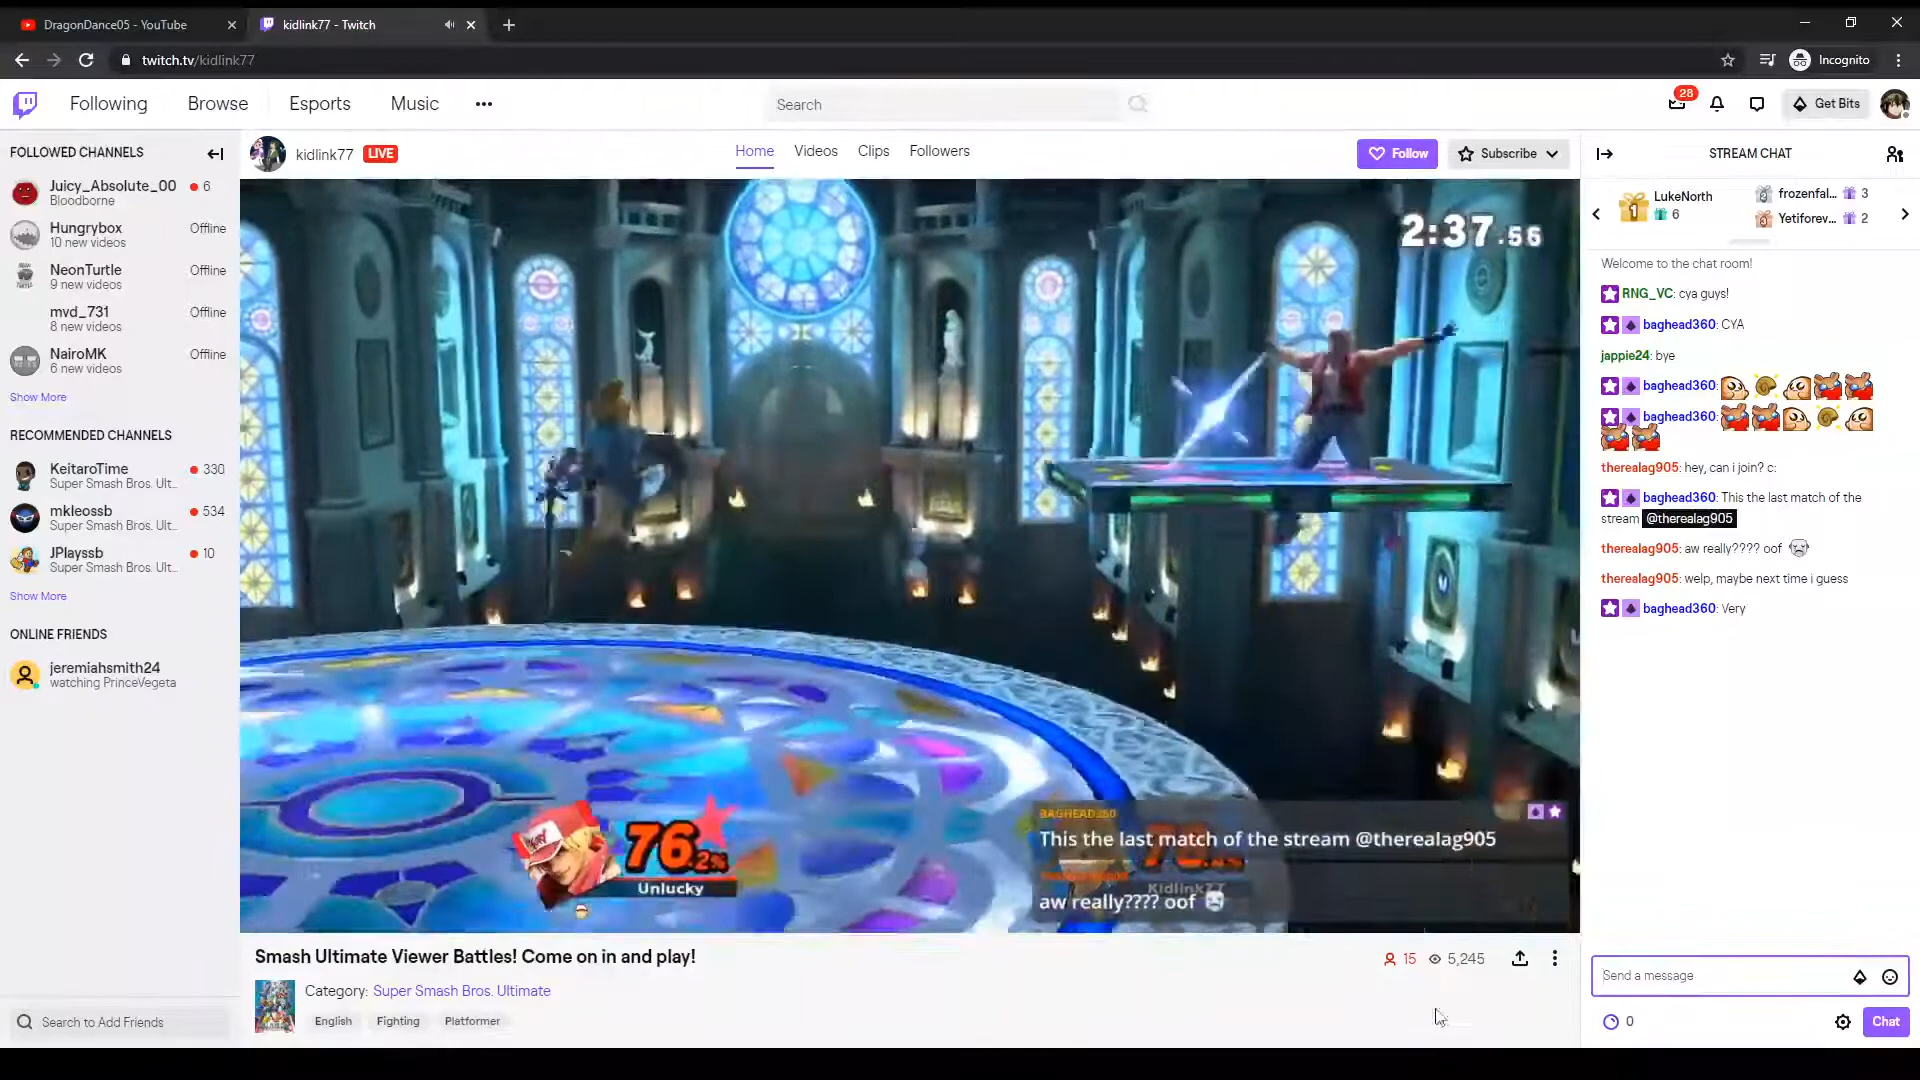 DragonDance05 - YouTube
kidlink77 - Twitch
twitch.tv/kidlink77
Incognito
Following
Browse
Esports
Music
Search
28
Get Bits
FOLLOWED CHANNELS
Juicy_Absolute_00
6
Bloodborne
Hungrybox
Offline
10 new videos
NeonTurtle
Offline
9 new videos
mvd_731
Offline
8 new videos
NairoMK
Offline
6 new videos
Show More
RECOMMENDED CHANNELS
KeitaroTime
330
Super Smash Bros. Ult...
mkleossb
534
Super Smash Bros. Ult...
JPlayssb
10
Super Smash Bros. Ult...
Show More
ONLINE FRIENDS
jeremiahsmith24
watching PrinceVegeta
Search to Add Friends
kidlink77 LIVE
Home
Videos
Clips
Followers
Follow
Subscribe
2:37.56
76.2%
Unlucky
BAGHEAD360
This the last match of the stream @therealag905
Kidlink77
aw really???? oof
Smash Ultimate Viewer Battles! Come on in and play!
15
5,245
Category: Super Smash Bros. Ultimate
English
Fighting
Platformer
STREAM CHAT
1
LukeNorth
6
frozenfal...
3
Yetiforev...
2
Welcome to the chat room!
RNG_VC: cya guys!
baghead360: CYA
jappie24: bye
baghead360:
baghead360:
therealag905: hey, can i join? c:
baghead360: This the last match of the
stream @therealag905
therealag905: aw really???? oof
therealag905: welp, maybe next time i guess
baghead360: Very
Send a message
0
Chat